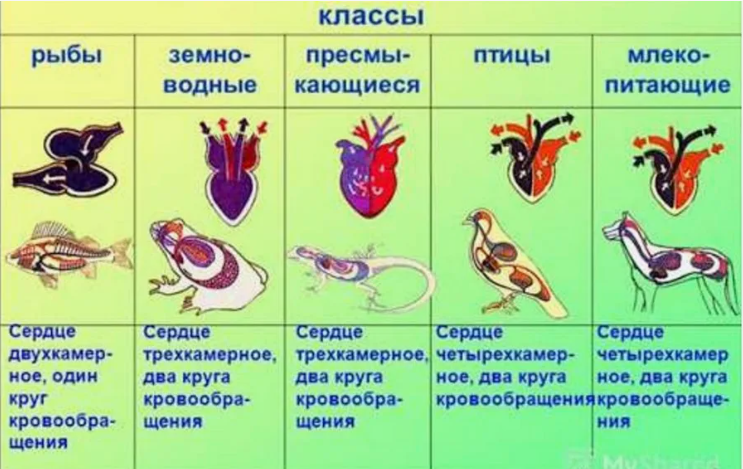 классы
рыбы
земно-
водные
пресмы-
кающиеся
птицы
млеко-
питающие
Сердце
двухкамер-
ное, один
круг
кровообра-
щения
Сердце
трехкамерное,
два круга
кровообра-
щения
Сердце
трехкамерное,
два круга
кровообра-
щения
Сердце
четырехкамер-
ное, два круга
кровообращения
Сердце
четырехкамер
ное, два круга
кровообраще-
ния
MyShared